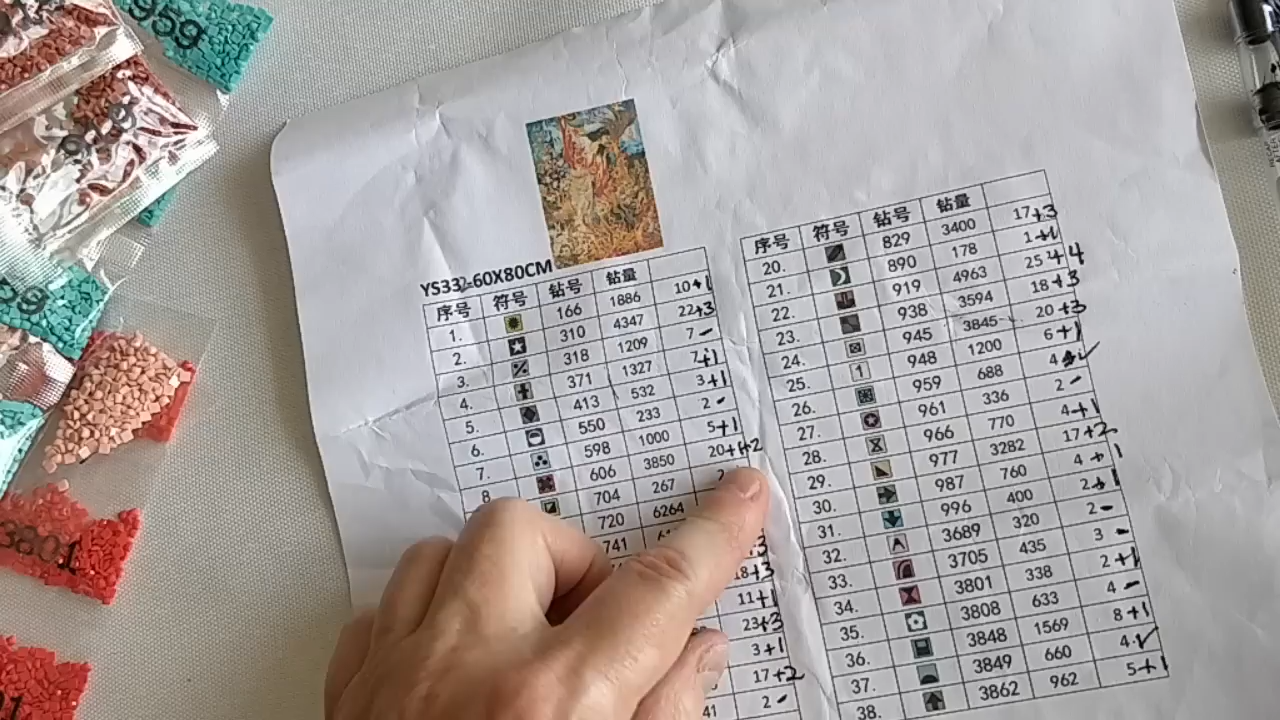 959
YS332-60X80CM
序号 符号 钻号 钻量
1. 166 1886 10+1
2. 310 4347 22+3
3. 318 1209 7-
4. 371 1327 7+1
5. 413 532 3+1
6. 550 233 2-
7. 598 1000 5+1
8 606 3850
704 267
720 6264
741
18+3
11+1
23+3
3+1
17+2
41 2-
序号 符号 钻号 钻量
20. 829 3400 17+3
21. 890 178
22. 919 4963
23. 938 3594 18+3
24. 945 3845 20+3
25. 948 1200 6+1
26. 959 688 4
27. 961 336 2-
28. 966 770 4+1
29. 977 3282 17+2
30. 987 760 4+1
31. 996 400 2+1
32. 3689 320 2-
33. 3705 435 3-
34. 3801 338 2+1
35. 3808 633 4-
36. 3848 1569 8+1
37. 3849 660 4
38. 3862 962 5+1
3801